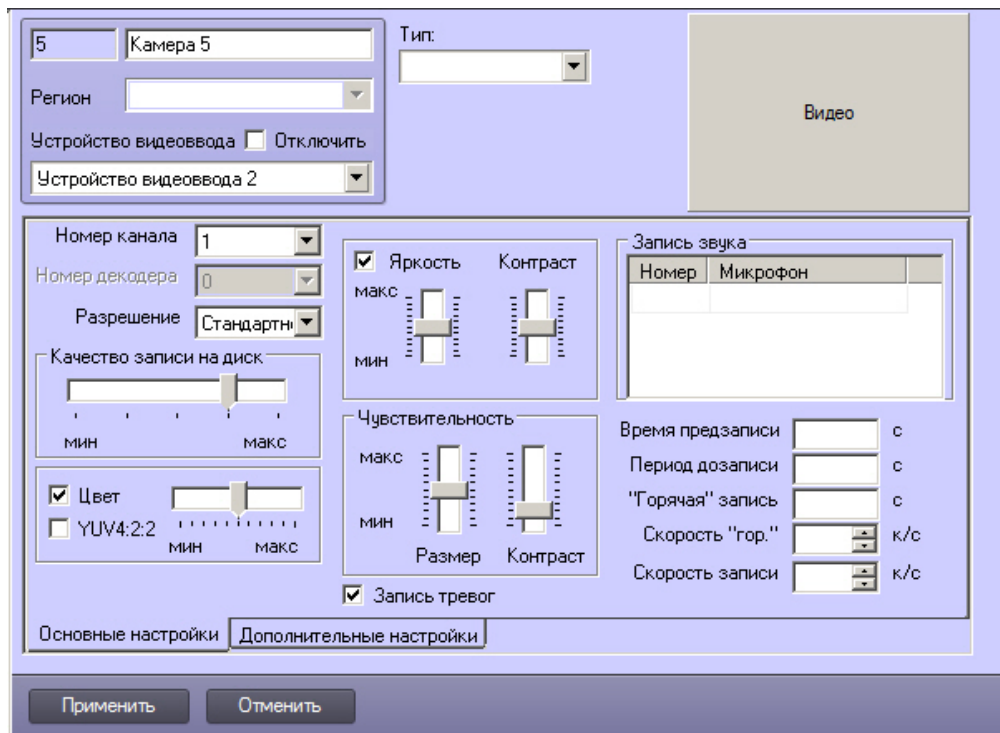 5
Камера 5
Тип:
Регион
Устройство видеоввода
Отключить
Устройство видеоввода 2
Видео
Номер канала
1
Номер декодера
0
Разрешение
Стандартн
Качество записи на диск
мин
макс
Цвет
YUV4:2:2
мин
макс
Яркость
Контраст
макс
мин
Чувствительность
макс
мин
Размер
Контраст
Запись тревог
Запись звука
Номер
Микрофон
Время предзаписи
с
Период дозаписи
с
"Горячая" запись
с
Скорость "гор."
к/с
Скорость записи
к/с
Основные настройки
Дополнительные настройки
Применить
Отменить